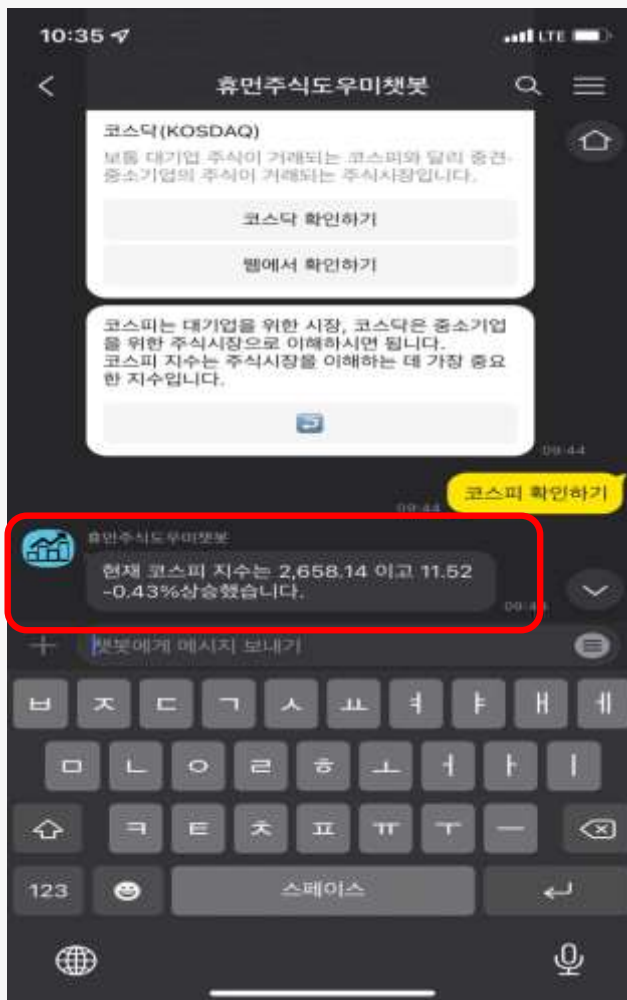 10:35
LTE
휴먼주식도우미챗봇
코스닥(KOSDAQ)
보통 대기업 주식이 거래되는 코스피와 달리 중견·
중소기업의 주식이 거래되는 주식시장입니다.
코스닥 확인하기
웹에서 확인하기
코스피는 대기업을 위한 시장, 코스닥은 중소기업
을 위한 주식시장으로 이해하시면 됩니다.
코스피 지수는 주식시장을 이해하는 데 가장 중요
한 지수입니다.
09:44
코스피 확인하기
09:44
휴먼주식도우미챗봇
현재 코스피 지수는 2,658.14 이고 11.52
-0.43%상승했습니다.
09:44
챗봇에게 메시지 보내기
ㅂ ㅈ ㄷ ㄱ ㅅ ㅛ ㅕ ㅑ ㅐ ㅔ
ㅁ ㄴ ㅇ ㄹ ㅎ ㅗ ㅓ ㅏ ㅣ
ㅋ ㅌ ㅊ ㅍ ㅠ ㅜ ㅡ
123 스페이스